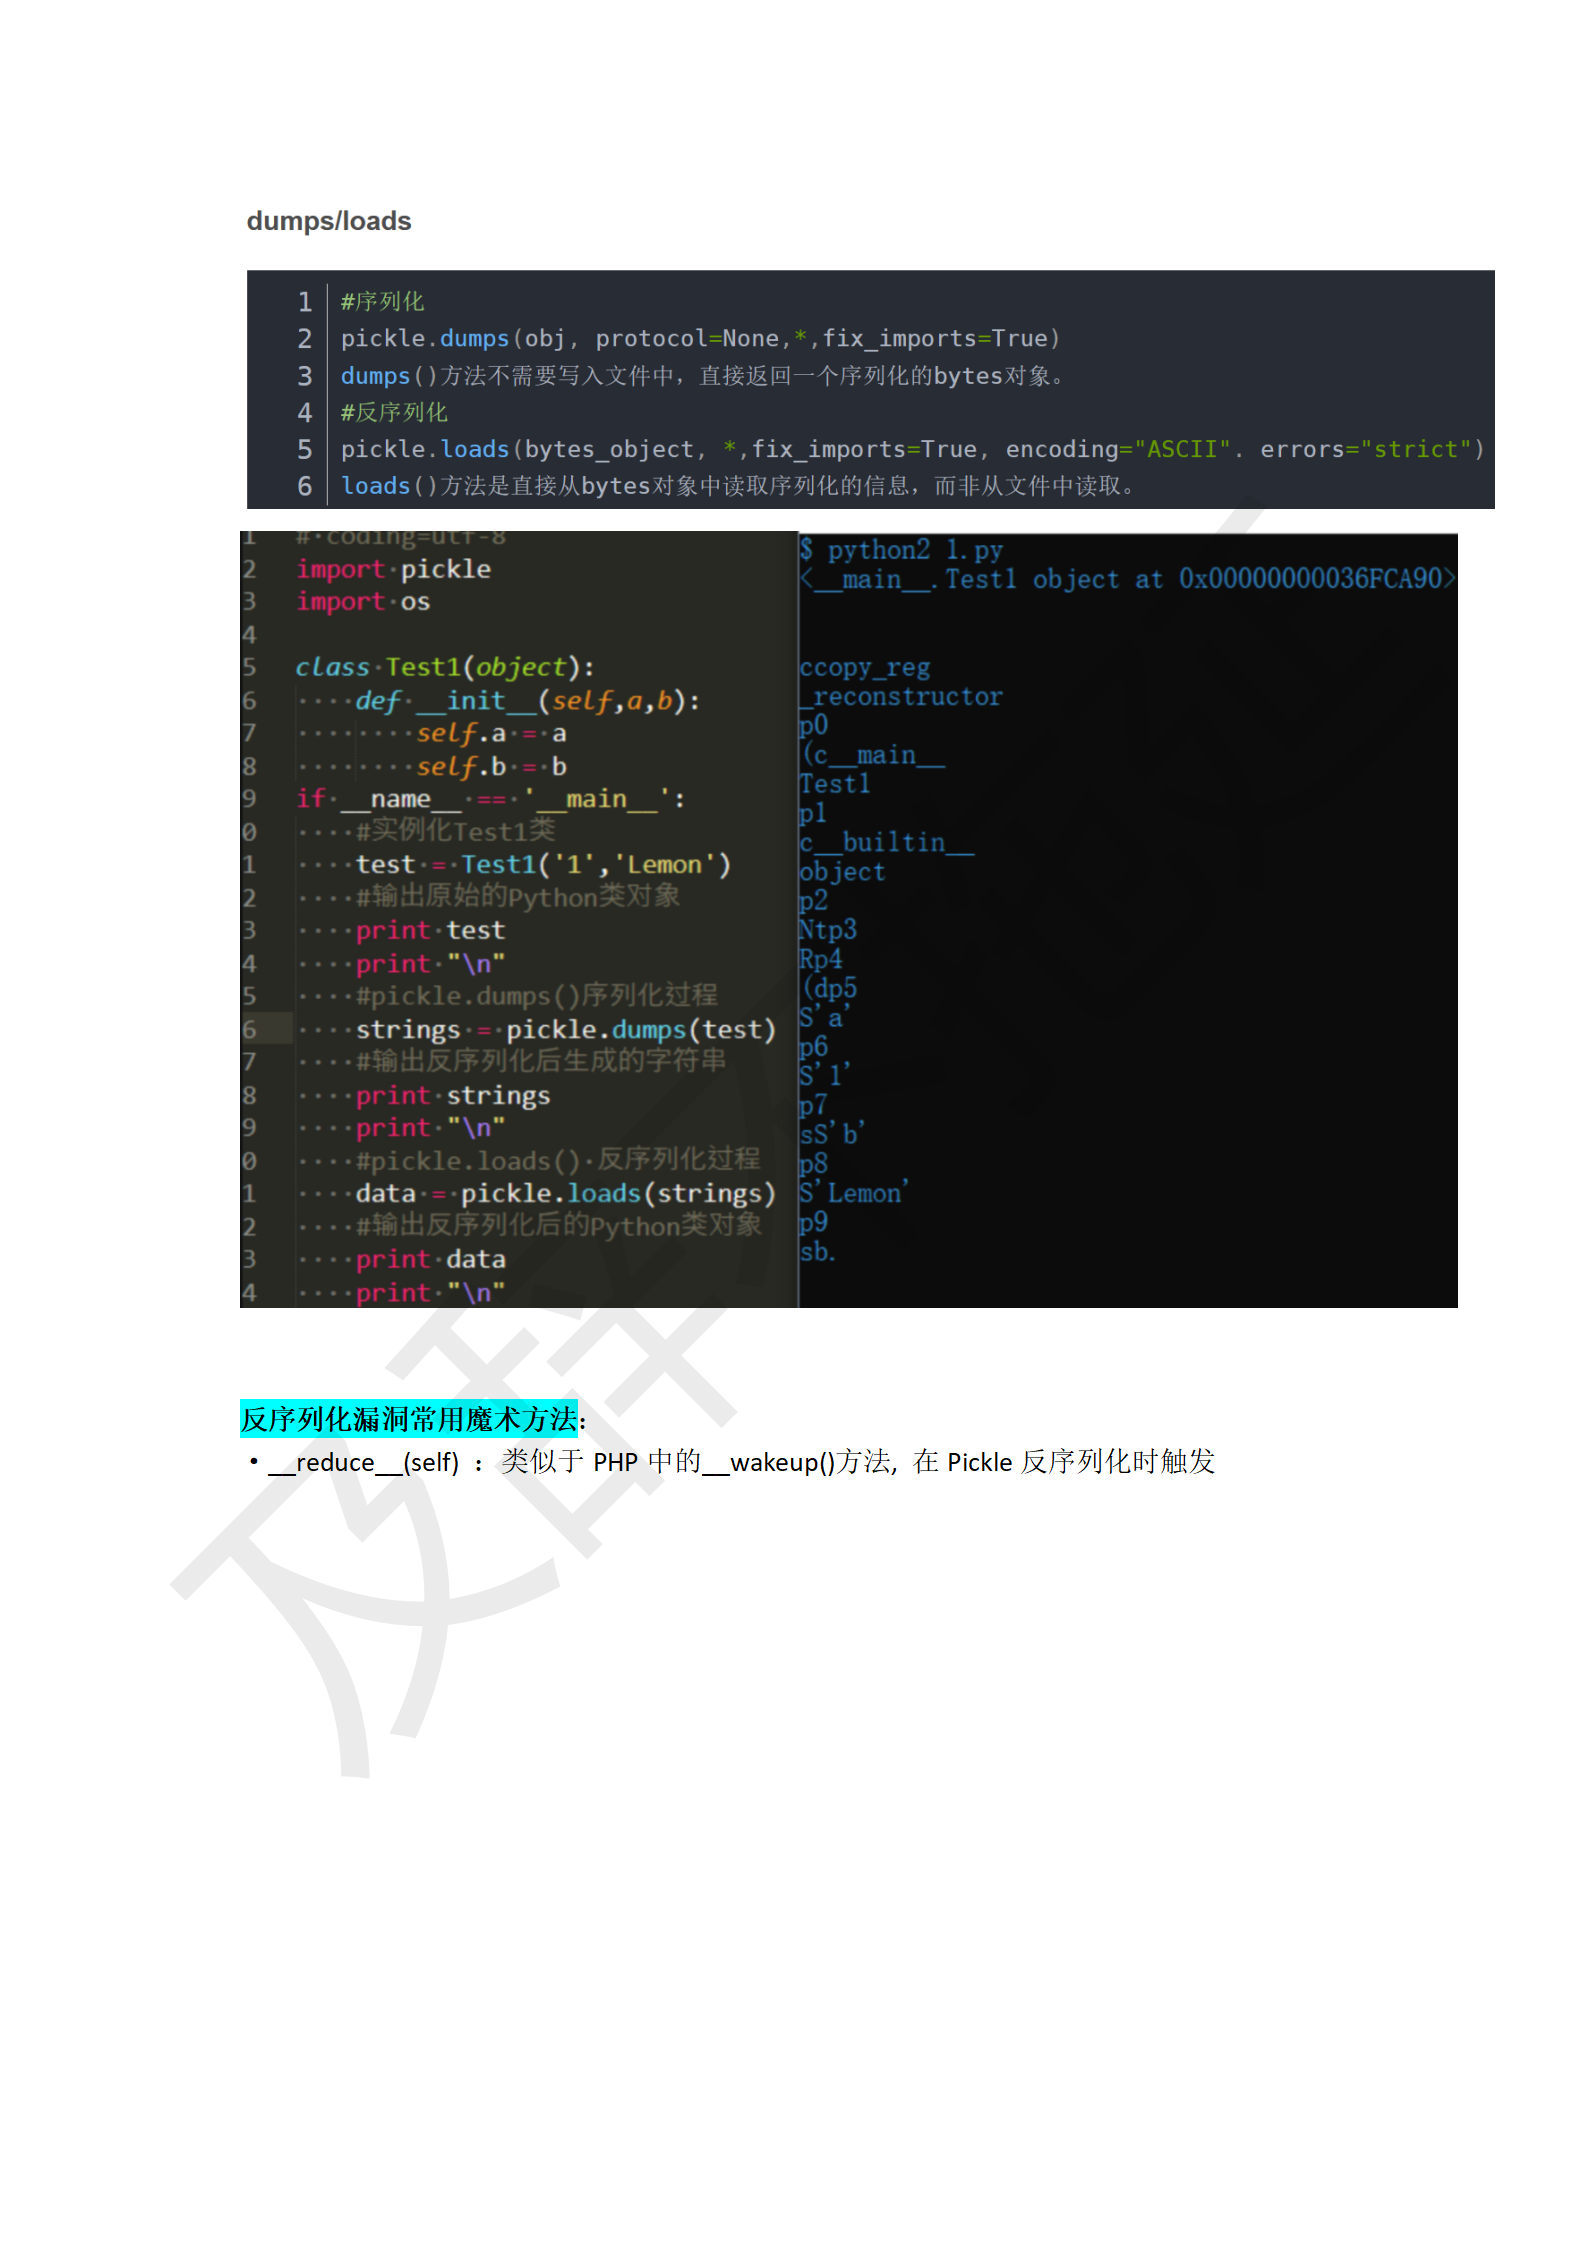 dumps/loads
1 #序列化
2 pickle.dumps(obj, protocol=None,*,fix_imports=True)
3 dumps()方法不需要写入文件中，直接返回一个序列化的bytes对象。
4 #反序列化
5 pickle.loads(bytes_object, *,fix_imports=True, encoding="ASCII". errors="strict")
6 loads()方法是直接从bytes对象中读取序列化的信息，而非从文件中读取。
1 # coding=utf-8
2 import pickle
3 import os
4
5 class Test1(object):
6 def __init__(self,a,b):
7 self.a = a
8 self.b = b
9 if __name__ == '__main__':
0 #实例化Test1类
1 test = Test1('1','Lemon')
2 #输出原始的Python类对象
3 print test
4 print "\n"
5 #pickle.dumps()序列化过程
6 strings = pickle.dumps(test)
7 #输出反序列化后生成的字符串
8 print strings
9 print "\n"
0 #pickle.loads() 反序列化过程
1 data = pickle.loads(strings)
2 #输出反序列化后的Python类对象
3 print data
4 print "\n"
$ python2 1.py
<__main__.Test1 object at 0x00000000036FCA90>
ccopy_reg
_reconstructor
p0
(c__main__
Test1
p1
c__builtin__
object
p2
Ntp3
Rp4
(dp5
S'a'
p6
S'1'
p7
sS'b'
p8
S'Lemon'
p9
sb.
反序列化漏洞常用魔术方法：
• __reduce__(self) ：类似于 PHP 中的__wakeup()方法, 在 Pickle 反序列化时触发